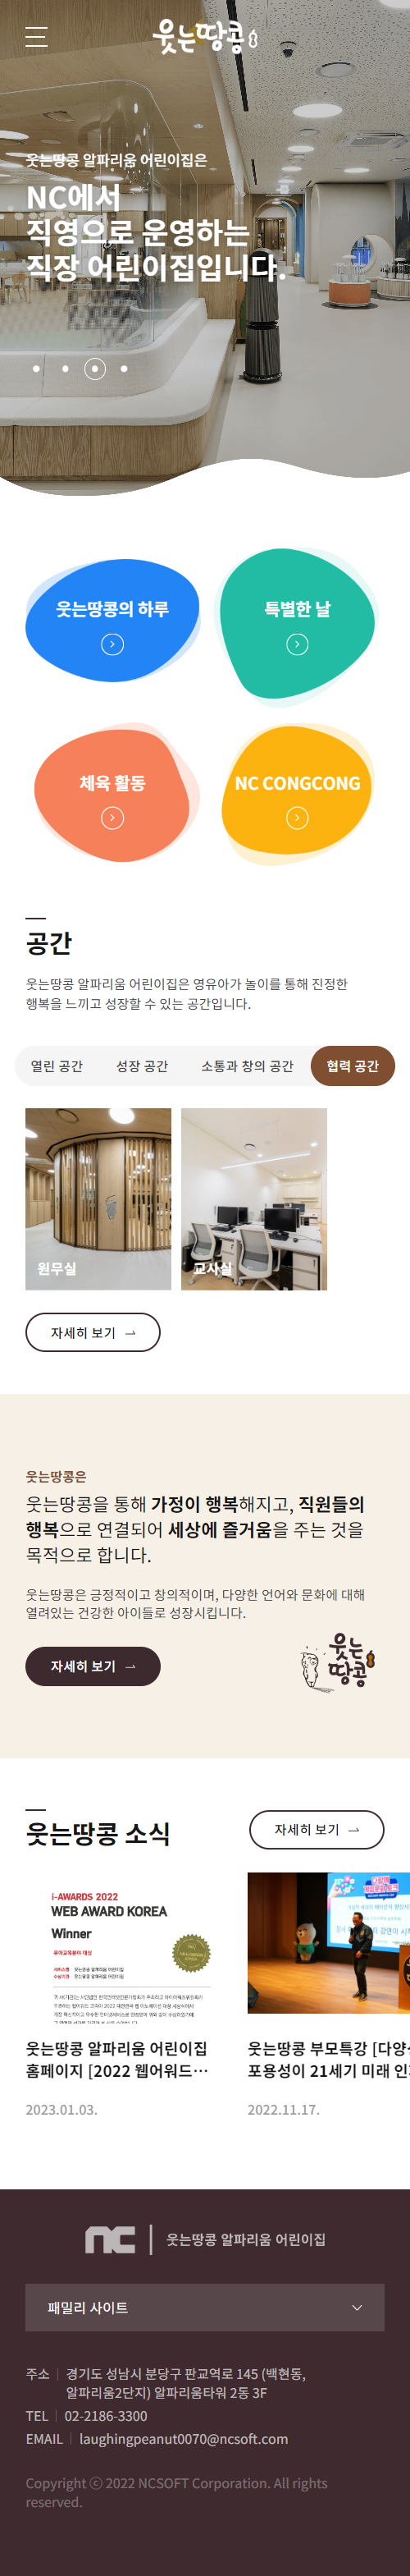 웃는땅콩
웃는땅콩 알파리움 어린이집은
NC에서
직영으로 운영하는
직장 어린이집입니다.
웃는땅콩의 하루
특별한 날
체육 활동
NC CONGCONG
공간
웃는땅콩 알파리움 어린이집은 영유아가 놀이를 통해 진정한
행복을 느끼고 성장할 수 있는 공간입니다.
열린 공간 성장 공간 소통과 창의 공간 협력 공간
원무실 교사실
자세히 보기
웃는땅콩은
웃는땅콩을 통해 가정이 행복해지고, 직원들의
행복으로 연결되어 세상에 즐거움을 주는 것을
목적으로 합니다.
웃는땅콩은 긍정적이고 창의적이며, 다양한 언어와 문화에 대해
열려있는 건강한 아이들로 성장시킵니다.
자세히 보기
웃는
땅콩
웃는땅콩 소식
자세히 보기
i-AWARDS 2022
WEB AWARD KOREA
Winner
유아교육분야 대상
웃는땅콩 알파리움 어린이집
홈페이지 [2022 웹어워드…
2023.01.03.
웃는땅콩 부모특강 [다양
포용성이 21세기 미래 인
2022.11.17.
nc 웃는땅콩 알파리움 어린이집
패밀리 사이트
주소 경기도 성남시 분당구 판교역로 145 (백현동,
알파리움2단지) 알파리움타워 2동 3F
TEL 02-2186-3300
EMAIL laughingpeanut0070@ncsoft.com
Copyright ⓒ 2022 NCSOFT Corporation. All rights
reserved.